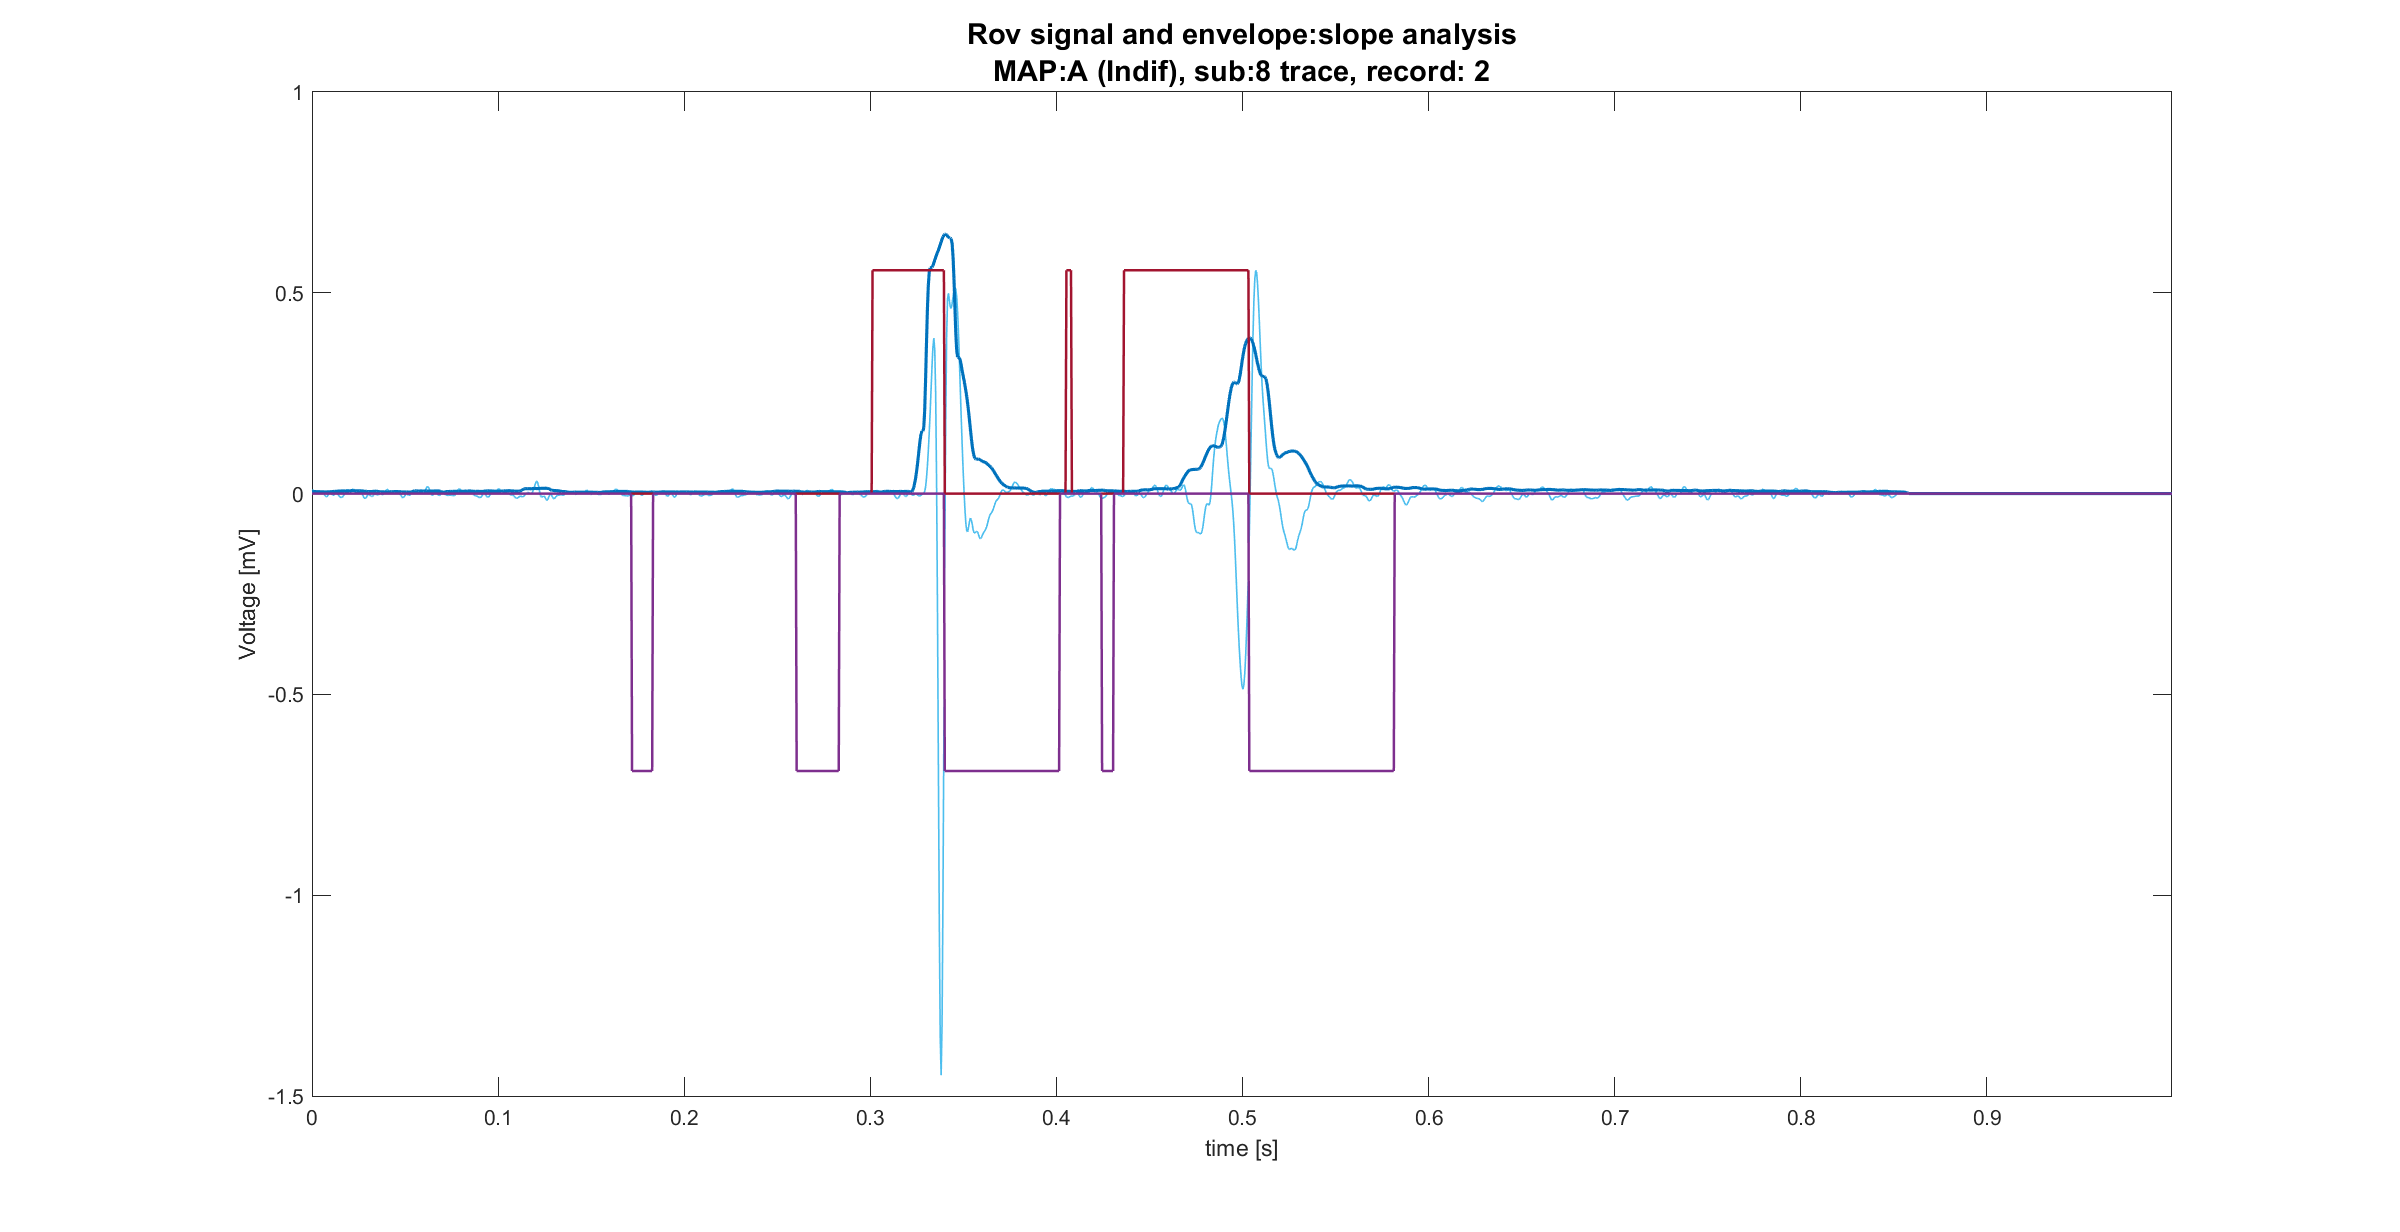 Rov signal and envelope:slope analysis
MAP:A (Indif), sub:8 trace, record: 2
1
0.5
0
-0.5
-1
-1.5
Voltage [mV]
0 0.1 0.2 0.3 0.4 0.5 0.6 0.7 0.8 0.9
time [s]